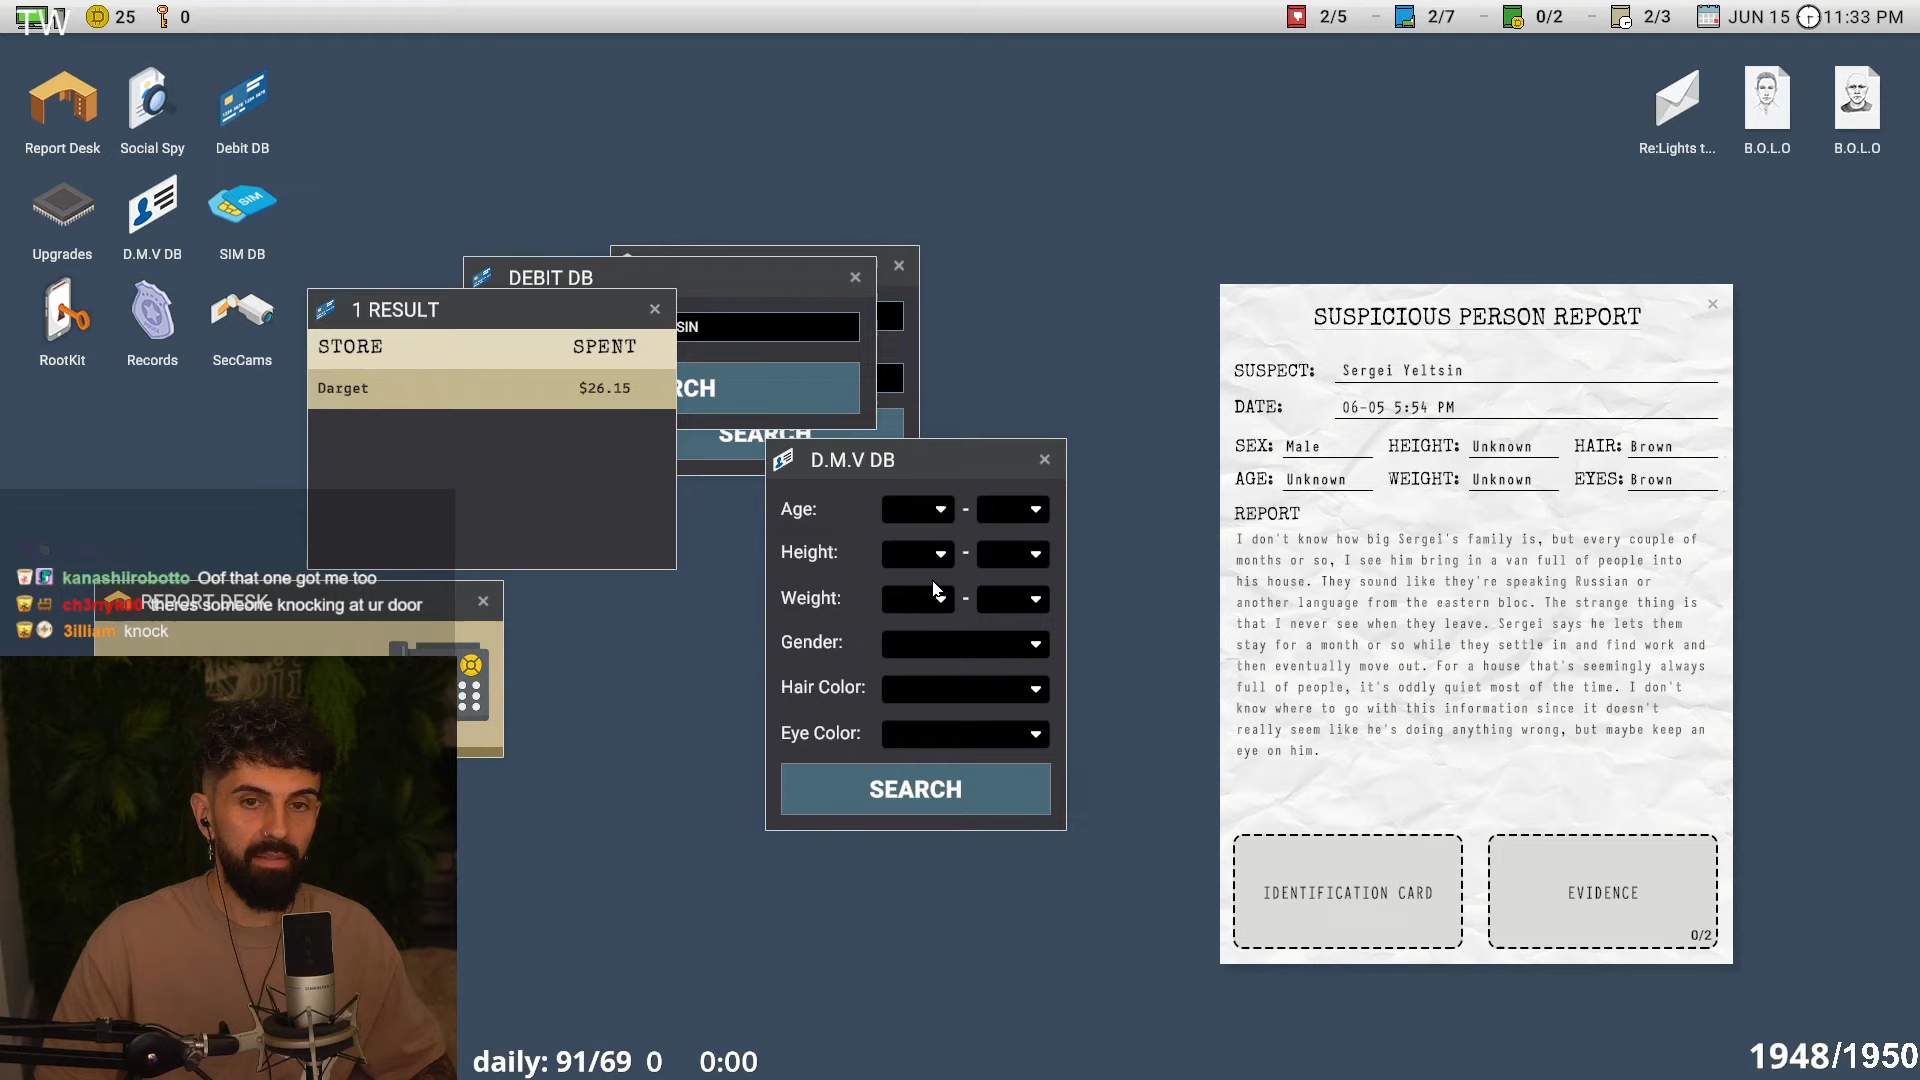 TW
25
0
2/5
2/7
0/2
2/3
JUN 15
11:33 PM
Report Desk
Social Spy
Debit DB
Upgrades
D.M.V DB
SIM DB
RootKit
Records
SecCams
Re:Lights t...
B.O.L.O
B.O.L.O
DEBIT DB
SIN
RCH
SEARCH
1 RESULT
STORE SPENT
Darget $26.15
D.M.V DB
Age: -
Height: -
Weight: -
Gender:
Hair Color:
Eye Color:
SEARCH
REPORT DESK
kanashiirobotto Oof that one got me too
theres someone knocking at ur door
3illiam knock
SUSPICIOUS PERSON REPORT
SUSPECT: Sergei Yeltsin
DATE: 06-05 5:54 PM
SEX: Male HEIGHT: Unknown HAIR: Brown
AGE: Unknown WEIGHT: Unknown EYES: Brown
REPORT
I don't know how big Sergei's family is, but every couple of
months or so, I see him bring in a van full of people into
his house. They sound like they're speaking Russian or
another language from the eastern bloc. The strange thing is
that I never see when they leave. Sergei says he lets them
stay for a month or so while they settle in and find work and
then eventually move out. For a house that's seemingly always
full of people, it's oddly quiet most of the time. I don't
know where to go with this information since it doesn't
really seem like he's doing anything wrong, but maybe keep an
eye on him.
IDENTIFICATION CARD
EVIDENCE
0/2
daily: 91/69 0 0:00
1948/1950